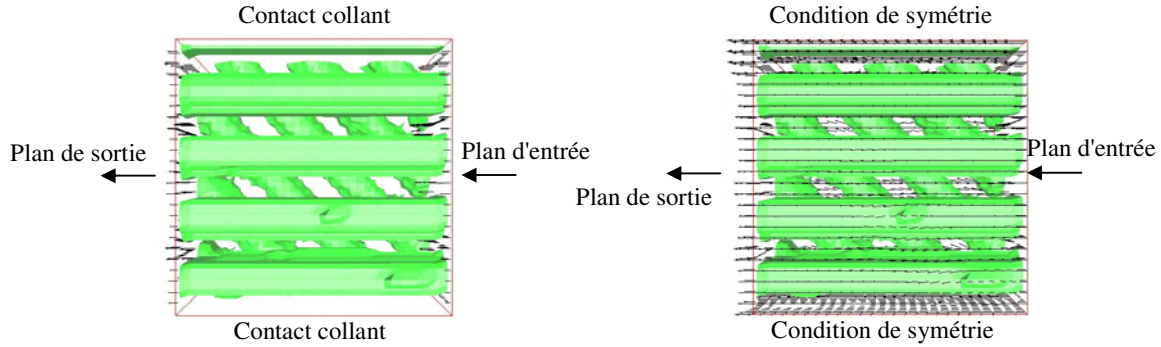 Contact collant
Condition de symétrie
Plan de sortie
Plan d'entrée
Plan d'entrée
Plan de sortie
Contact collant
Condition de symétrie